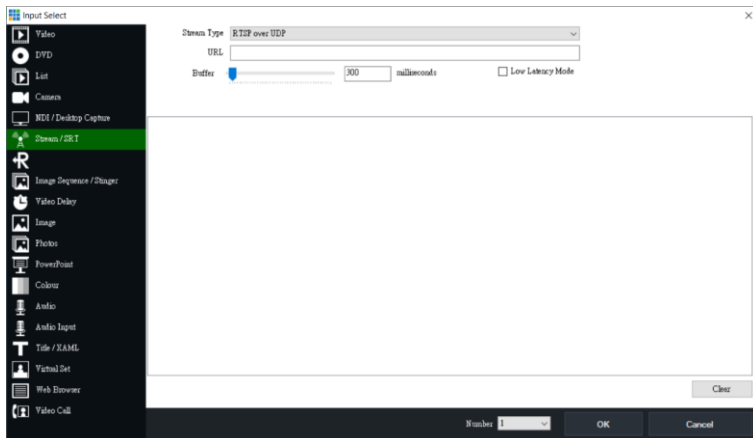 Input Select
Video
DVD
List
Camera
NDI / Desktop Capture
Stream / SRT
Image Sequence / Stinger
Video Delay
Image
Photos
PowerPoint
Colour
Audio
Audio Input
Title / XAML
Virtual Set
Web Browser
Video Call
Stream Type RTSP over UDP
URL
Buffer 300 milliseconds Low Latency Mode
Clear
Number 1 OK Cancel